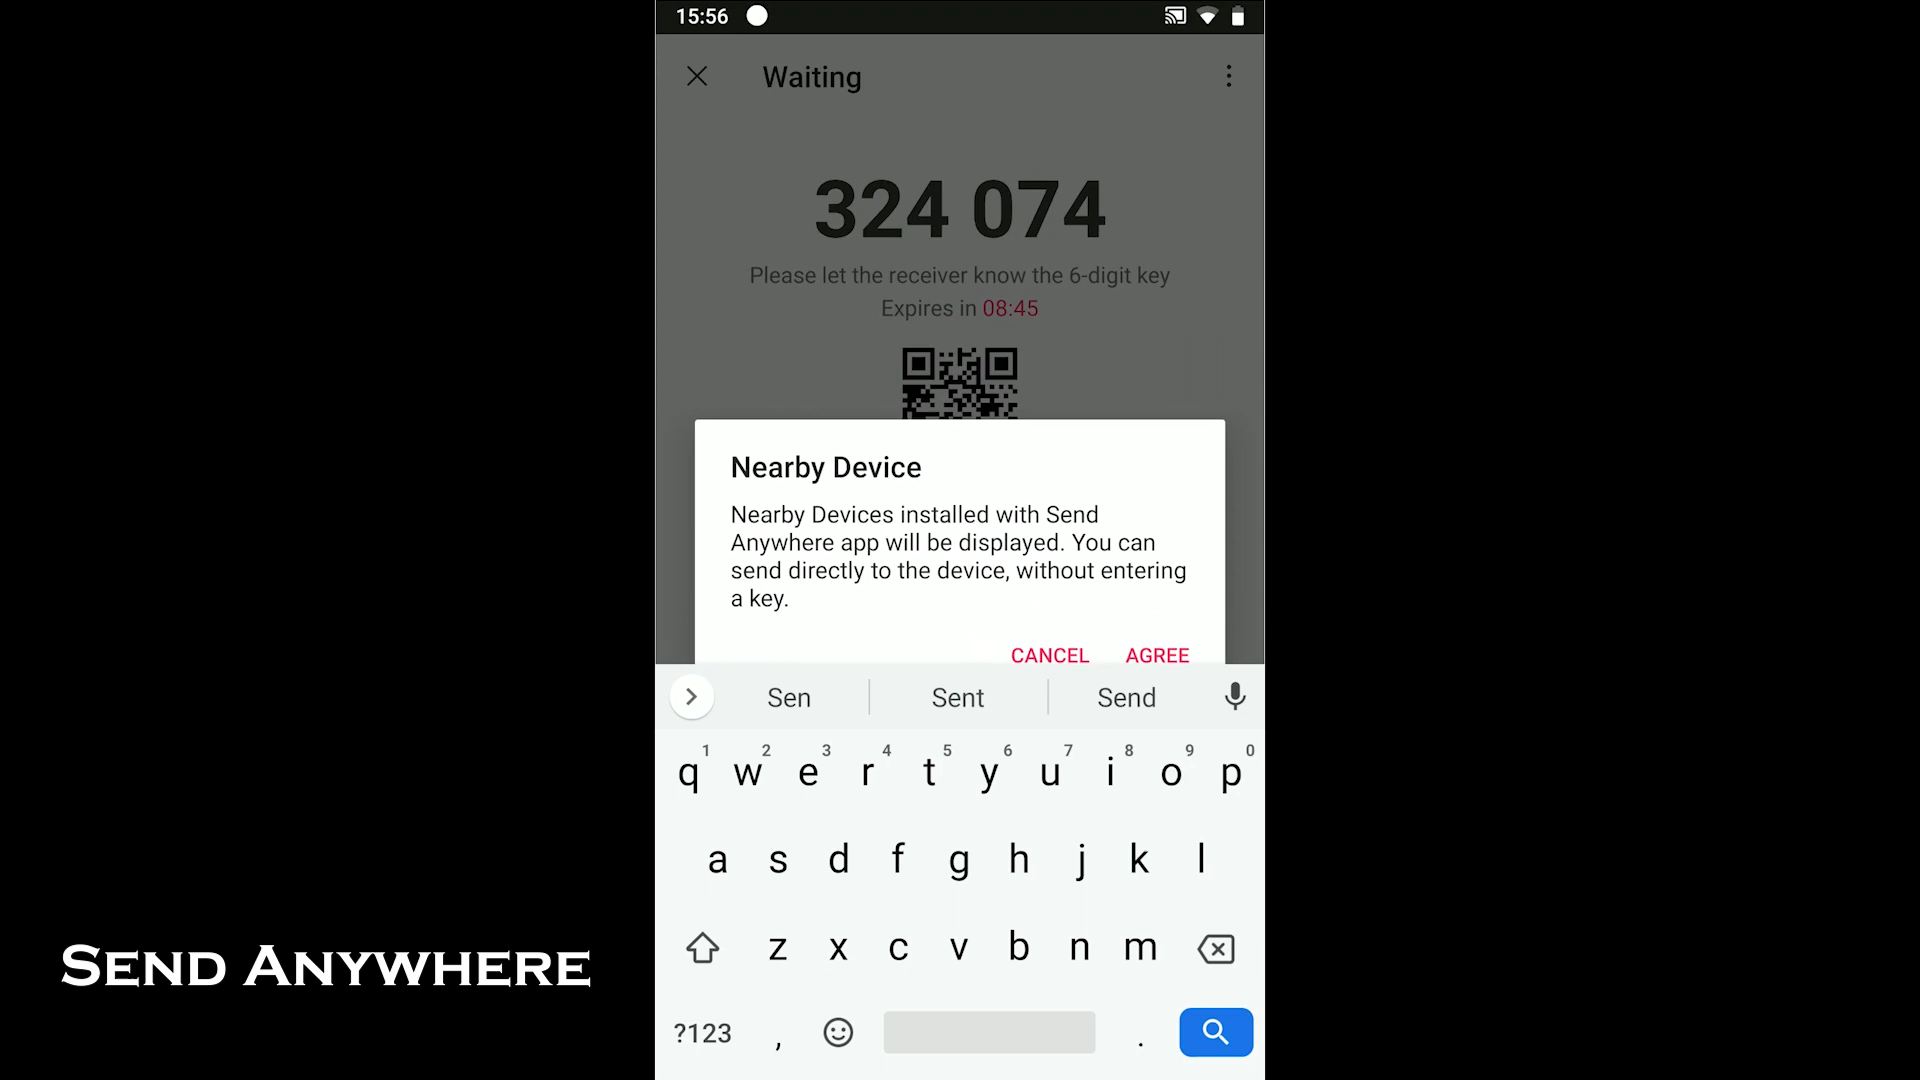 15:56
Waiting
324 074
Please let the receiver know the 6-digit key
Expires in 08:45
Nearby Device
Nearby Devices installed with Send
Anywhere app will be displayed. You can
send directly to the device, without entering
a key.
CANCEL AGREE
Sen Sent Send
1 2 3 4 5 6 7 8 9 0
q w e r t y u i o p
a s d f g h j k l
z x c v b n m
SEND ANYWHERE
?123 , .